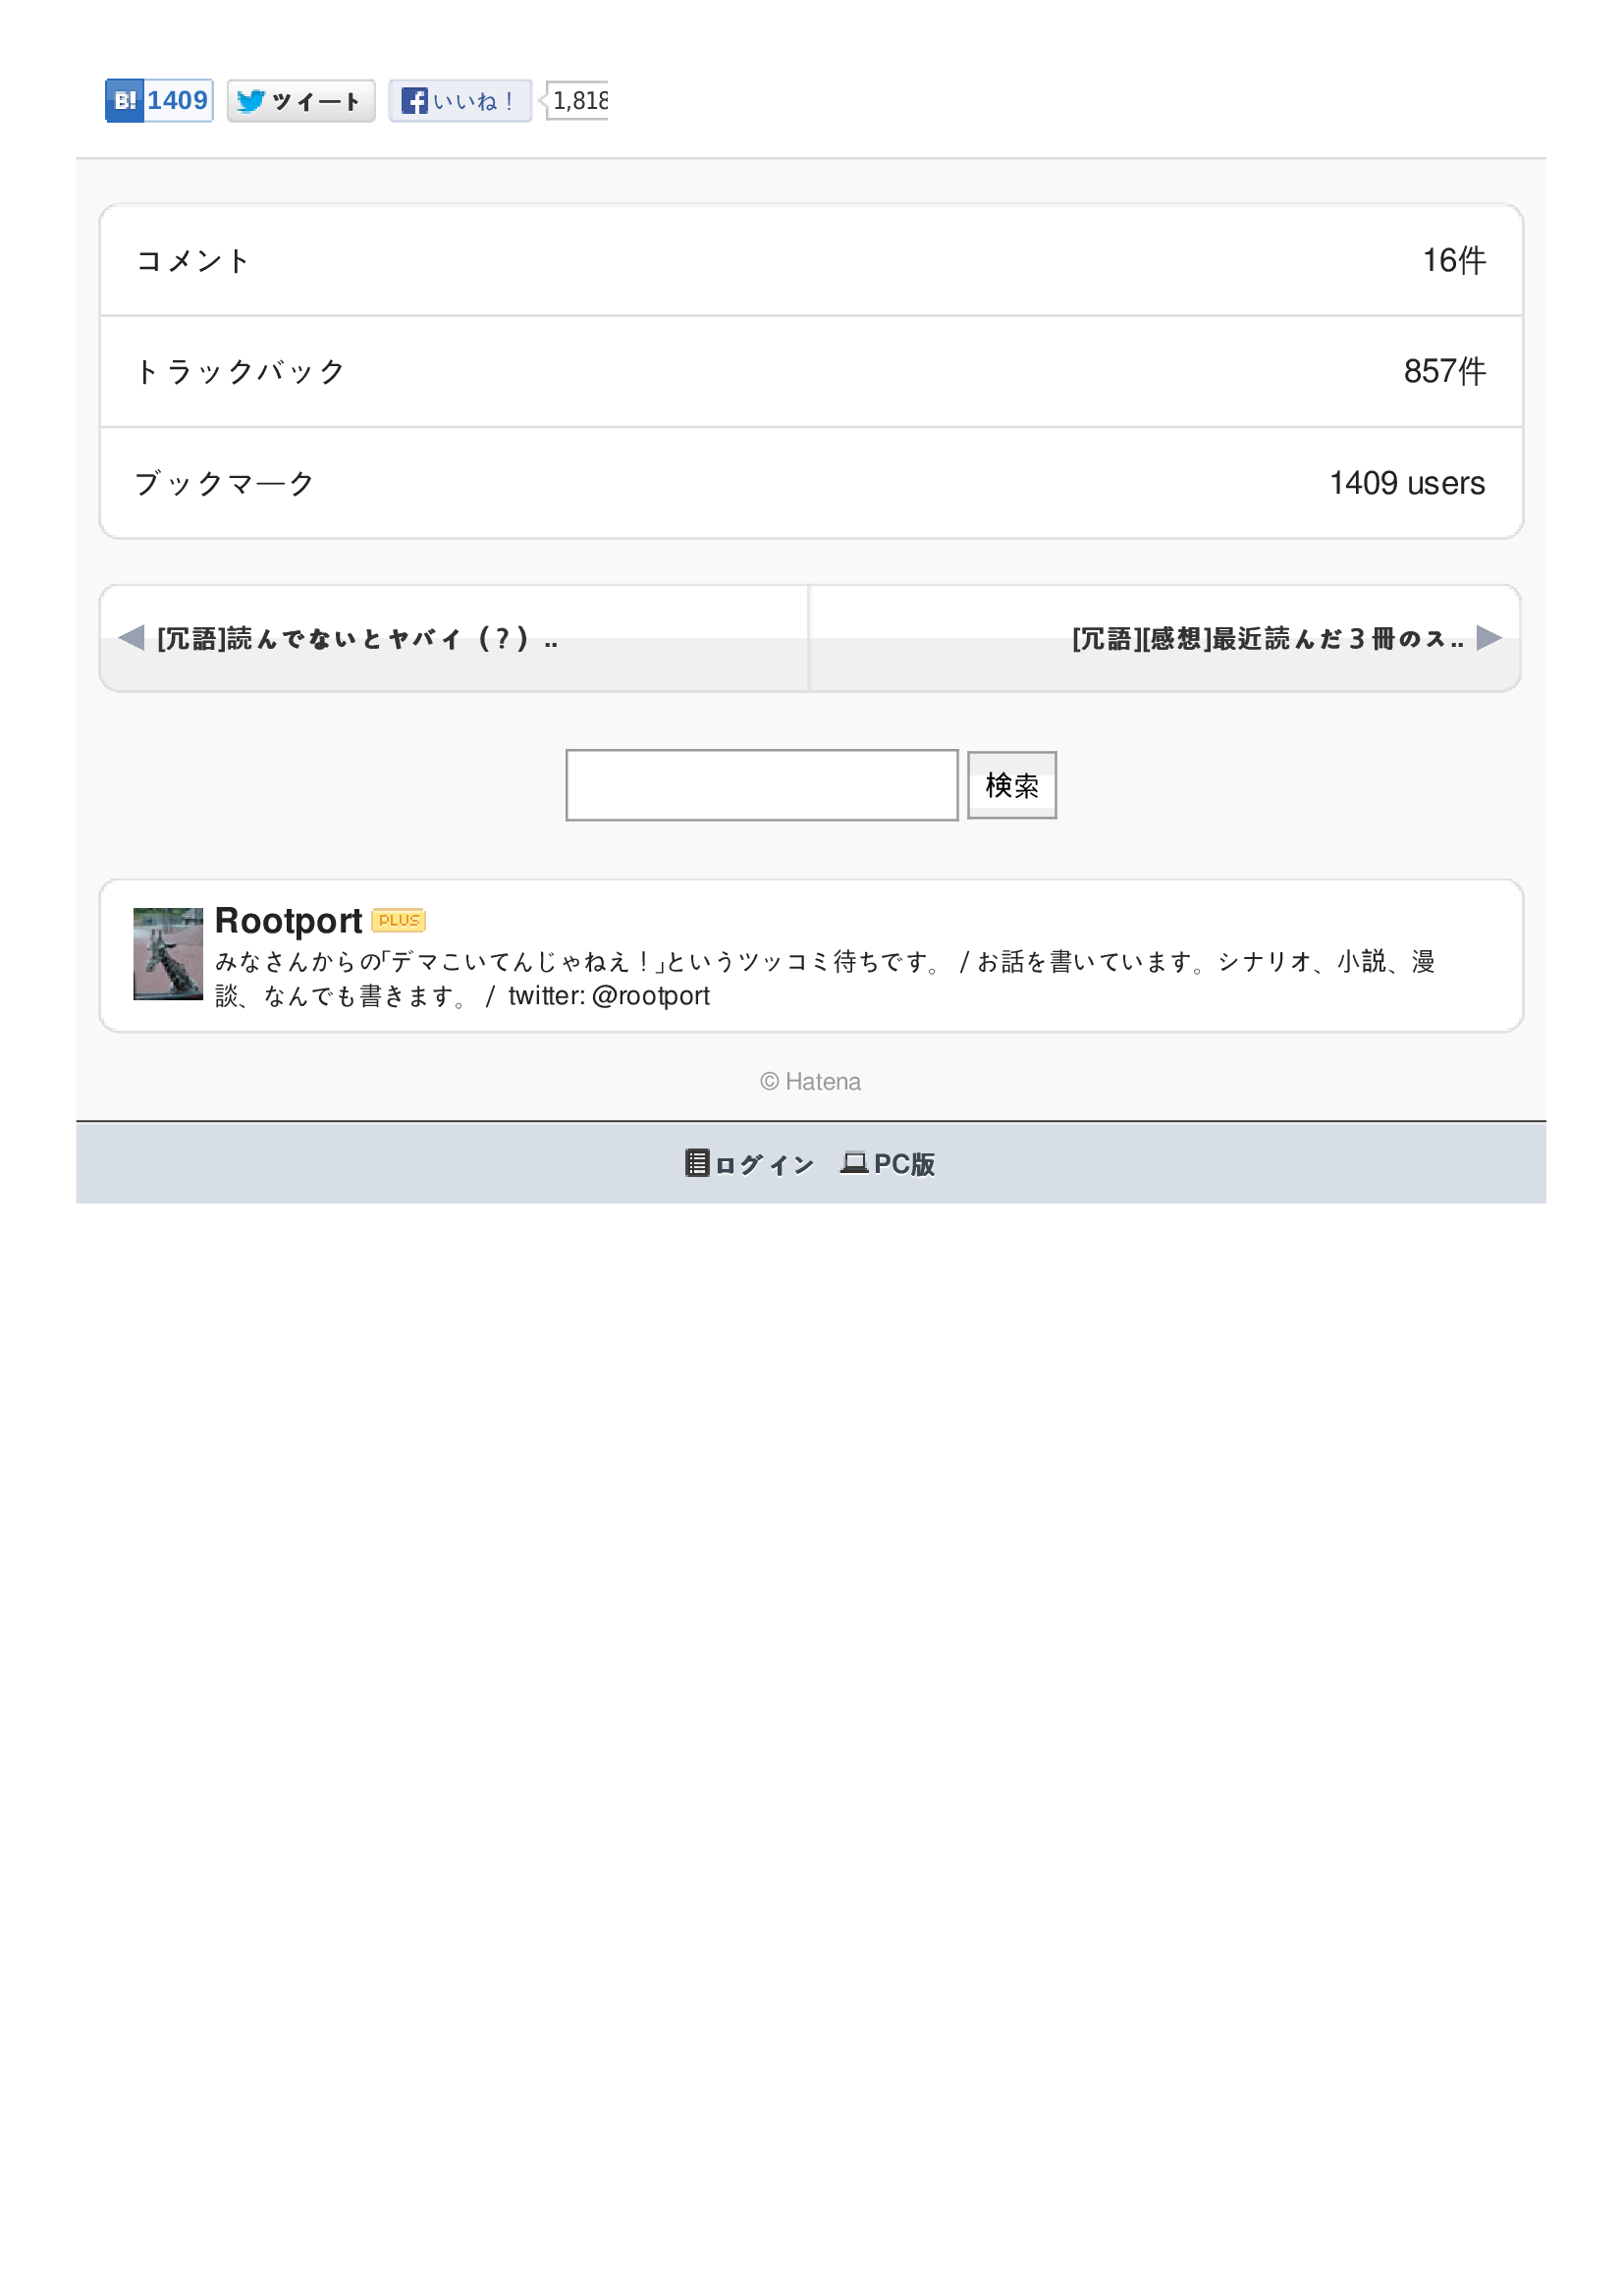 B! 1409 ツイート いいね！ 1,818
コメント 16件
トラックバック 857件
ブックマーク 1409 users
◀ [冗語]読んでないとヤバイ（？）.. [冗語][感想]最近読んだ３冊のス.. ▶
検索
Rootport PLUS
みなさんからの「デマこいてんじゃねえ！」というツッコミ待ちです。 / お話を書いています。シナリオ、小説、漫
談、なんでも書きます。 / twitter: @rootport
© Hatena
ログイン PC版